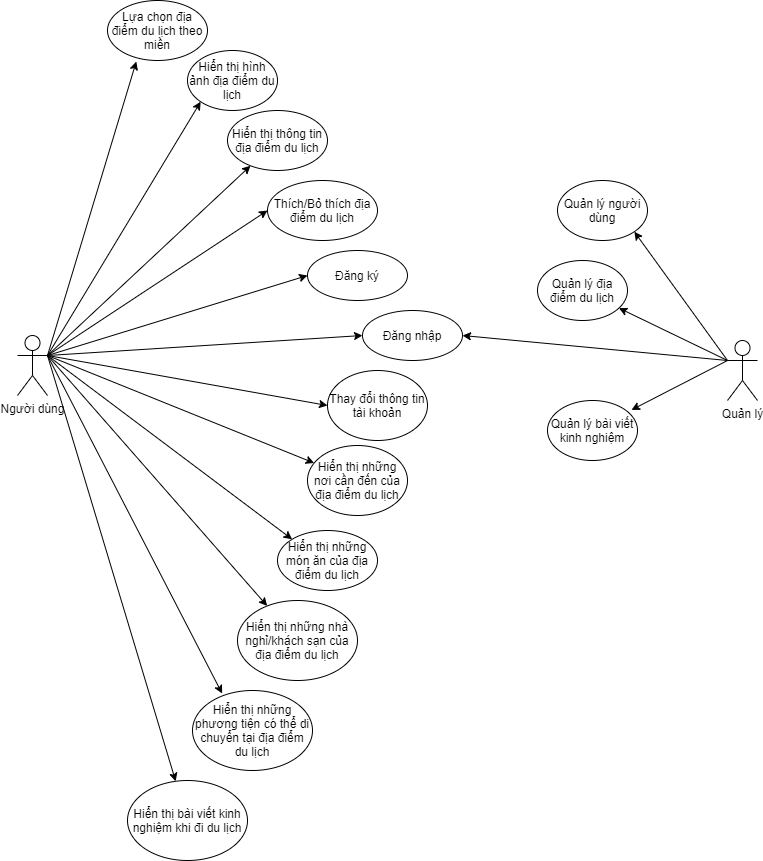 Lựa chọn địa
điểm du lịch theo
miền
Hiển thị hình
ảnh địa điểm du
lịch
Hiển thị thông tin
địa điểm du lịch
Thích/Bỏ thích địa
điểm du lịch
Đăng ký
Đăng nhập
Thay đổi thông tin
tài khoản
Hiển thị những
nơi cần đến của
địa điểm du lịch
Hiển thị những
món ăn của địa
điểm du lịch
Hiển thị những nhà
nghỉ/khách sạn của
địa điểm du lịch
Hiển thị những
phương tiện có thể di
chuyển tại địa điểm
du lịch
Hiển thị bài viết kinh
nghiệm khi đi du lịch
Người dùng
Quản lý người
dùng
Quản lý địa
điểm du lịch
Quản lý bài viết
kinh nghiệm
Quản lý